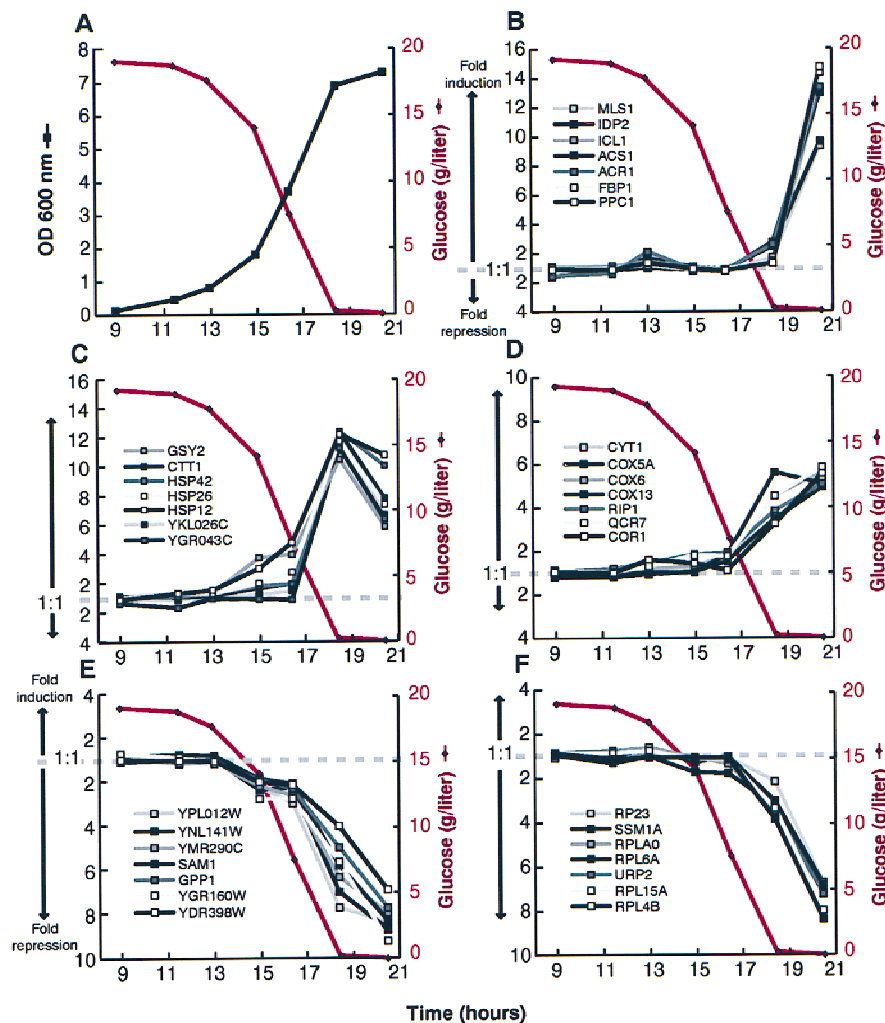 A
OD 600 nm
8
7
6
5
4
3
2
1
0
20
15
10
5
0
Glucose (g/liter)
9 11 13 15 17 19 21
B
Fold induction
16
14
12
10
8
6
4
2
1:1
2
4
Fold repression
MLS1
IDP2
ICL1
ACS1
ACR1
FBP1
PPC1
20
15
10
5
0
Glucose (g/liter)
9 11 13 15 17 19 21
C
16
14
12
10
8
6
4
2
1:1
2
4
GSY2
CTT1
HSP42
HSP26
HSP12
YKL026C
YGR043C
20
15
10
5
0
Glucose (g/liter)
9 11 13 15 17 19 21
D
10
8
6
4
2
1:1
2
4
CYT1
COX5A
COX6
COX13
RIP1
QCR7
COR1
20
15
10
5
0
Glucose (g/liter)
9 11 13 15 17 19 21
E
Fold induction
4
2
1:1
2
4
6
8
10
Fold repression
YPL012W
YNL141W
YMR290C
SAM1
GPP1
YGR160W
YDR398W
20
15
10
5
0
Glucose (g/liter)
9 11 13 15 17 19 21
F
4
2
1:1
2
4
6
8
10
RP23
SSM1A
RPLA0
RPL6A
URP2
RPL15A
RPL4B
20
15
10
5
0
Glucose (g/liter)
9 11 13 15 17 19 21
Time (hours)